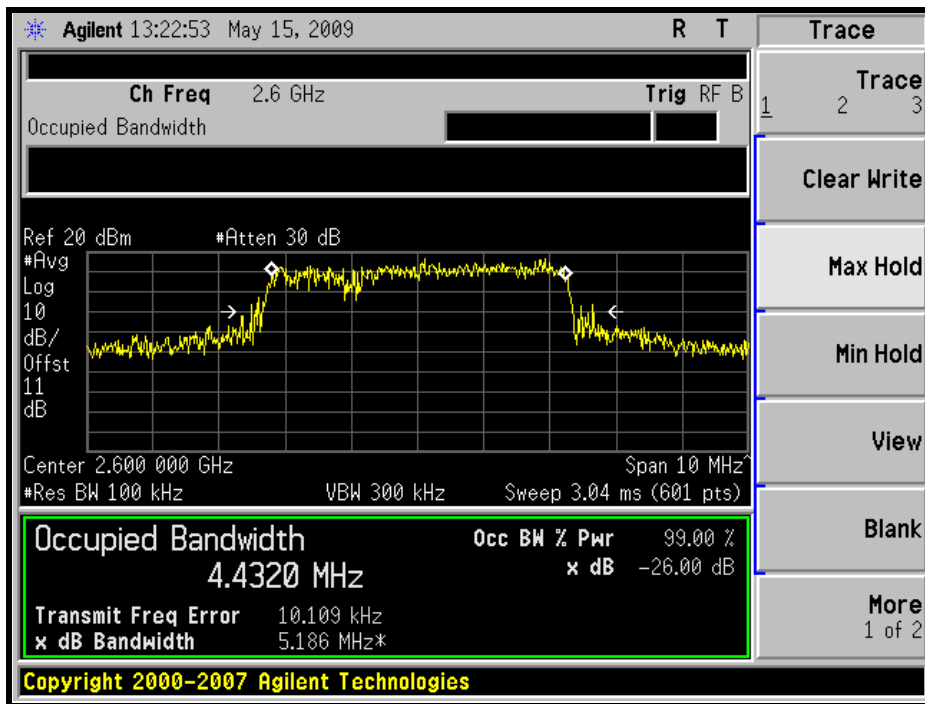 Agilent 13:22:53 May 15, 2009 R T
Trace
Ch Freq 2.6 GHz Trig RF B
Occupied Bandwidth
Trace
1 2 3
Clear Write
Max Hold
Min Hold
View
Blank
More
1 of 2
Ref 20 dBm #Atten 30 dB
#Avg
Log
10
dB/
Offst
11
dB
Center 2.600 000 GHz Span 10 MHz^
#Res BW 100 kHz VBW 300 kHz Sweep 3.04 ms (601 pts)
Occupied Bandwidth Occ BW % Pwr 99.00 %
4.4320 MHz x dB -26.00 dB
Transmit Freq Error 10.109 kHz
x dB Bandwidth 5.186 MHz*
Copyright 2000-2007 Agilent Technologies